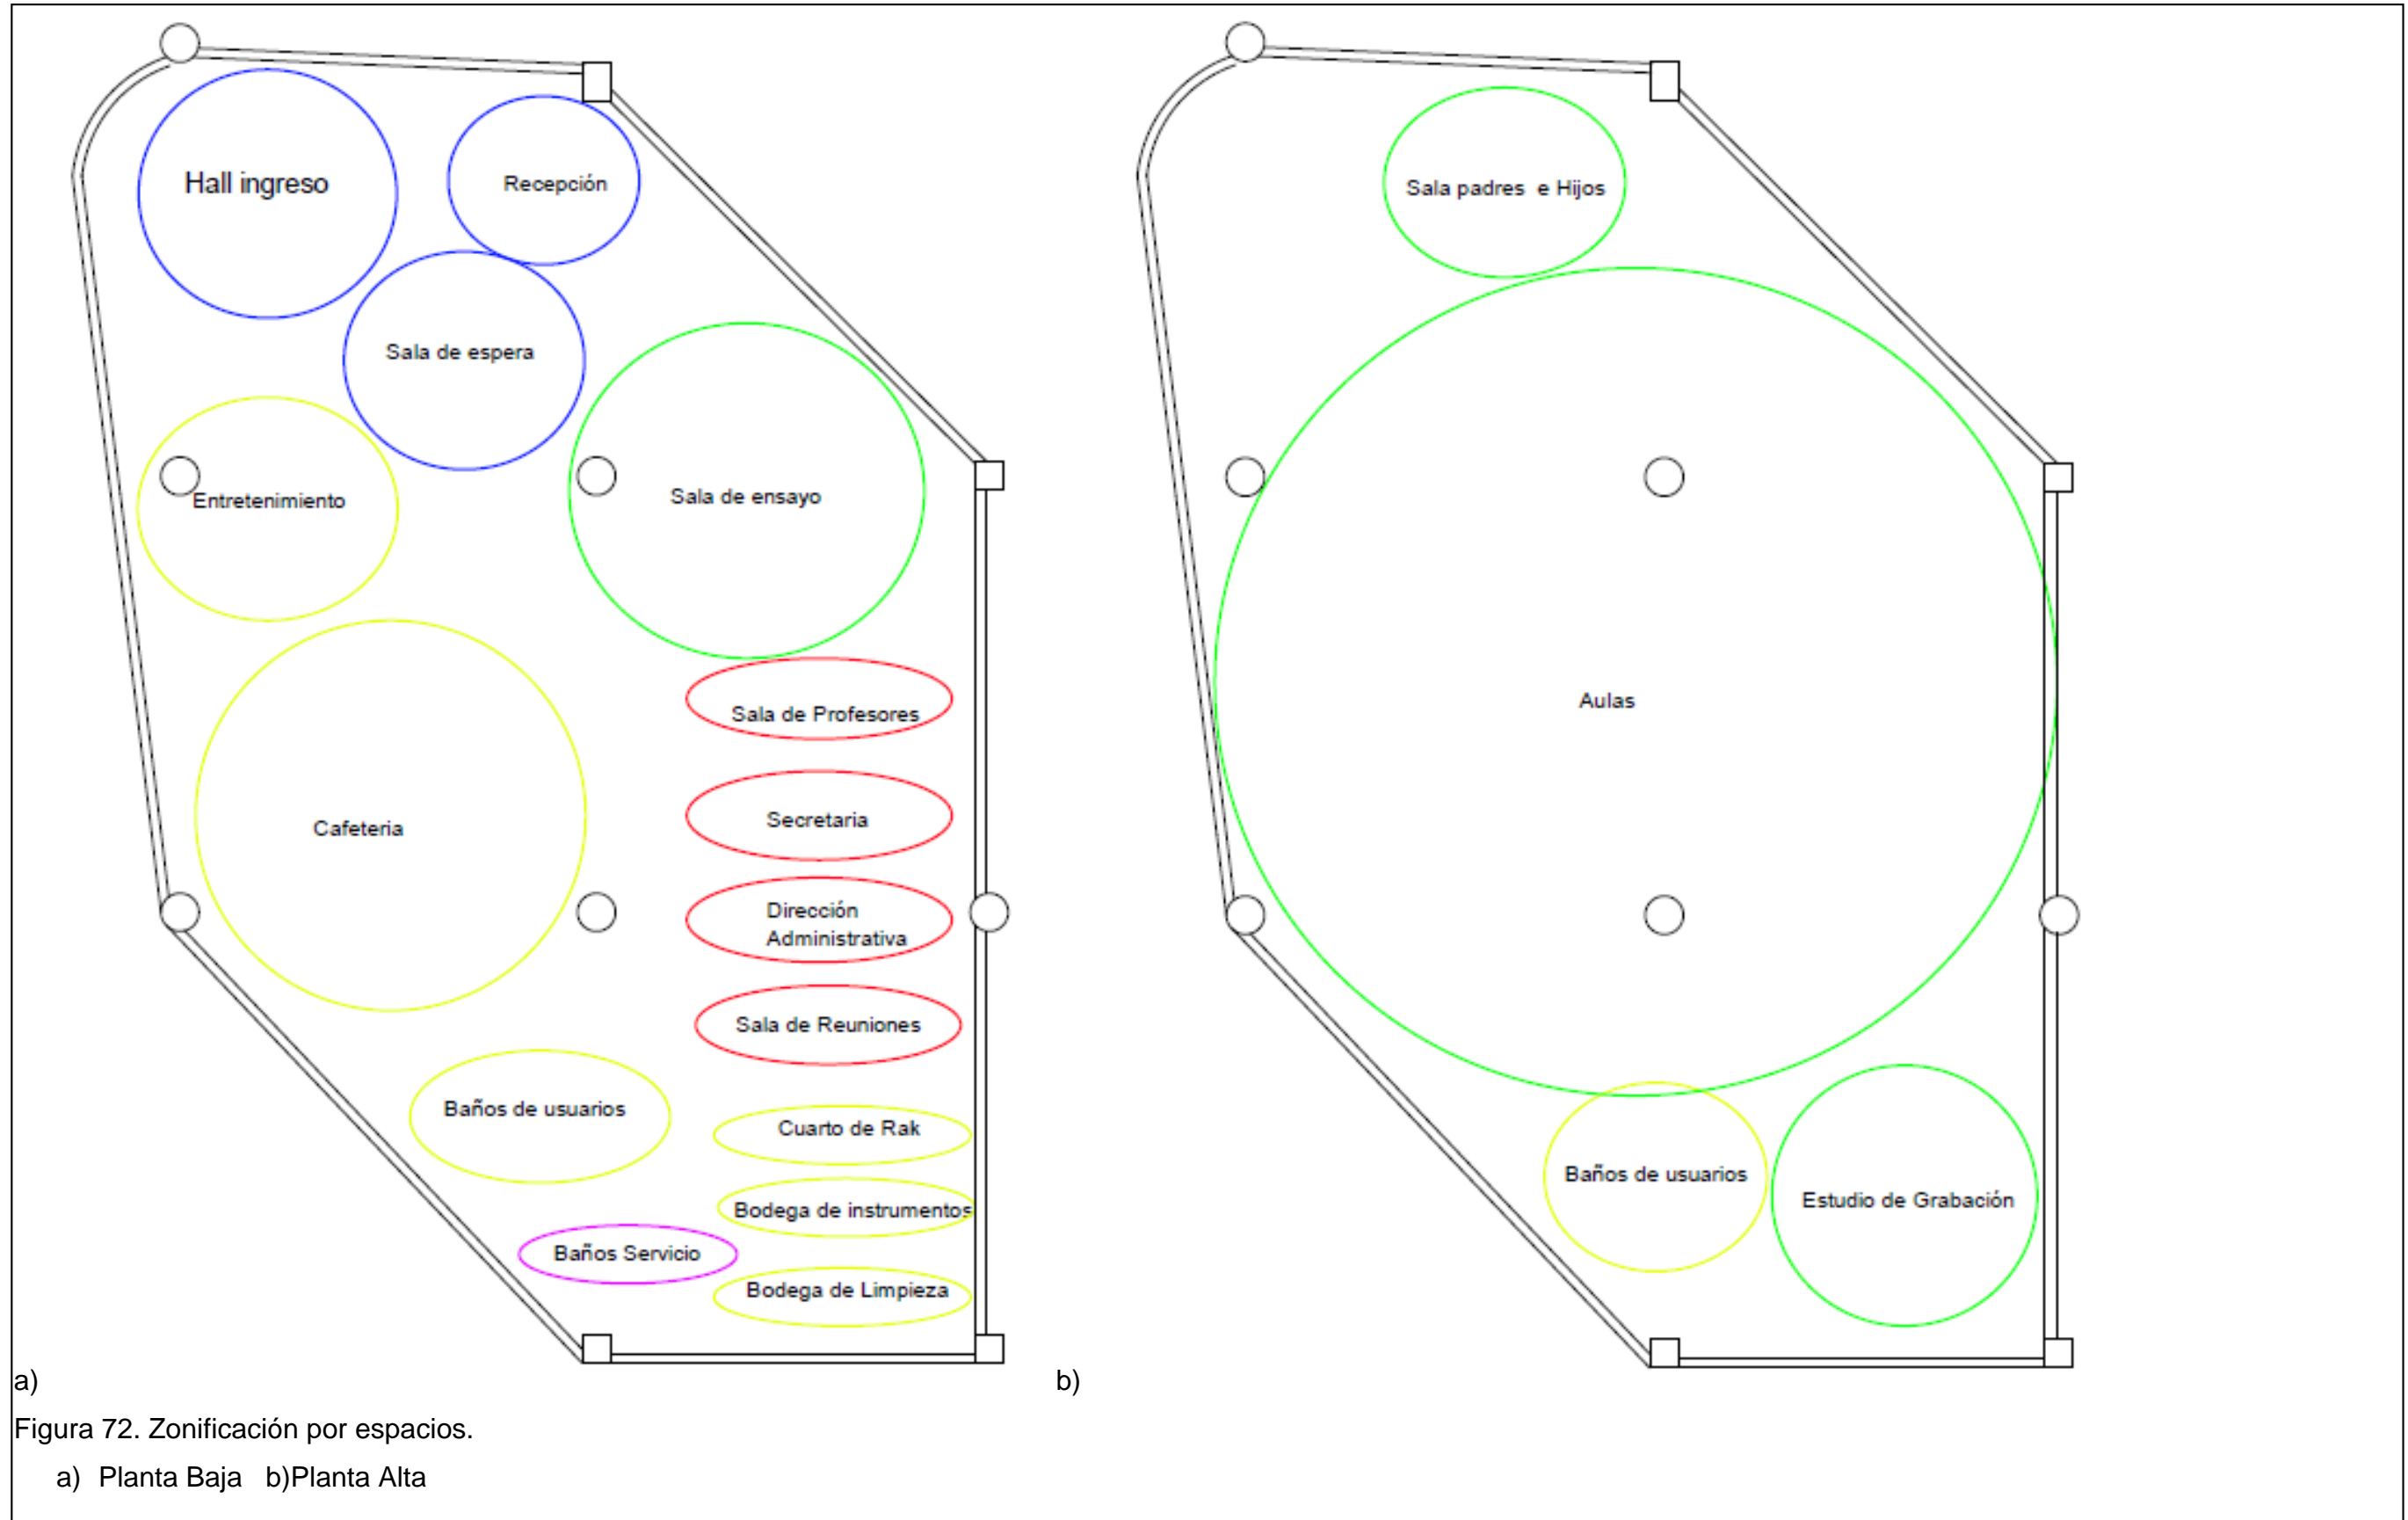 Hall ingreso
Recepción
Sala de espera
Entretenimiento
Sala de ensayo
Sala de Profesores
Secretaria
Cafeteria
Dirección
Administrativa
Sala de Reuniones
Baños de usuarios
Cuarto de Rak
Bodega de instrumentos
Baños Servicio
Bodega de Limpieza
a)
Sala padres e Hijos
Aulas
Baños de usuarios
Estudio de Grabación
b)
Figura 72. Zonificación por espacios.
a) Planta Baja b)Planta Alta